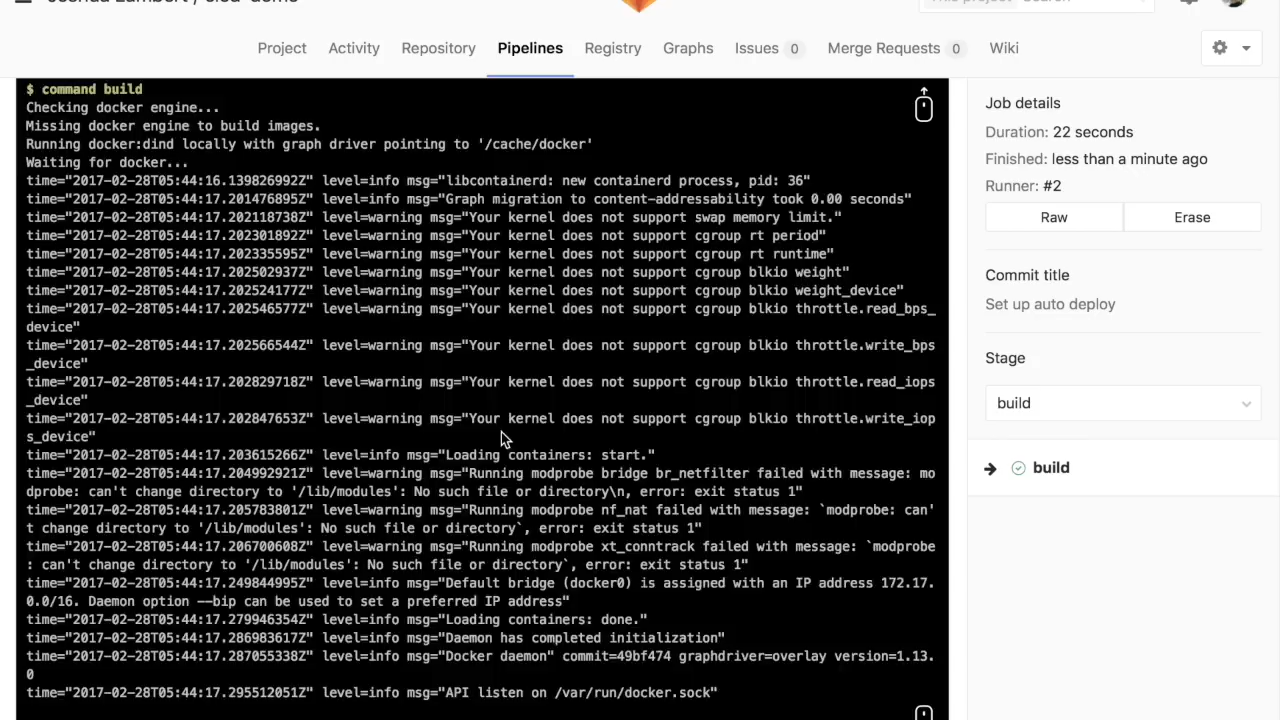 Joshua Lambert / cicd-demo
This project Search
Project Activity Repository Pipelines Registry Graphs Issues 0 Merge Requests 0 Wiki
$ command build
Checking docker engine...
Missing docker engine to build images.
Running docker:dind locally with graph driver pointing to '/cache/docker'
Waiting for docker...
time="2017-02-28T05:44:16.139826992Z" level=info msg="libcontainerd: new containerd process, pid: 36"
time="2017-02-28T05:44:17.201476895Z" level=info msg="Graph migration to content-addressability took 0.00 seconds"
time="2017-02-28T05:44:17.202118738Z" level=warning msg="Your kernel does not support swap memory limit."
time="2017-02-28T05:44:17.202301892Z" level=warning msg="Your kernel does not support cgroup rt period"
time="2017-02-28T05:44:17.202335595Z" level=warning msg="Your kernel does not support cgroup rt runtime"
time="2017-02-28T05:44:17.202502937Z" level=warning msg="Your kernel does not support cgroup blkio weight"
time="2017-02-28T05:44:17.202524177Z" level=warning msg="Your kernel does not support cgroup blkio weight_device"
time="2017-02-28T05:44:17.202546577Z" level=warning msg="Your kernel does not support cgroup blkio throttle.read_bps_
device"
time="2017-02-28T05:44:17.202566544Z" level=warning msg="Your kernel does not support cgroup blkio throttle.write_bps
_device"
time="2017-02-28T05:44:17.202829718Z" level=warning msg="Your kernel does not support cgroup blkio throttle.read_iops
_device"
time="2017-02-28T05:44:17.202847653Z" level=warning msg="Your kernel does not support cgroup blkio throttle.write_iop
s_device"
time="2017-02-28T05:44:17.203615266Z" level=info msg="Loading containers: start."
time="2017-02-28T05:44:17.204992921Z" level=warning msg="Running modprobe bridge br_netfilter failed with message: mo
dprobe: can't change directory to '/lib/modules': No such file or directory\n, error: exit status 1"
time="2017-02-28T05:44:17.205783801Z" level=warning msg="Running modprobe nf_nat failed with message: `modprobe: can'
t change directory to '/lib/modules': No such file or directory`, error: exit status 1"
time="2017-02-28T05:44:17.206700608Z" level=warning msg="Running modprobe xt_conntrack failed with message: `modprobe
: can't change directory to '/lib/modules': No such file or directory`, error: exit status 1"
time="2017-02-28T05:44:17.249844995Z" level=info msg="Default bridge (docker0) is assigned with an IP address 172.17.
0.0/16. Daemon option --bip can be used to set a preferred IP address"
time="2017-02-28T05:44:17.279946354Z" level=info msg="Loading containers: done."
time="2017-02-28T05:44:17.286983617Z" level=info msg="Daemon has completed initialization"
time="2017-02-28T05:44:17.287055338Z" level=info msg="Docker daemon" commit=49bf474 graphdriver=overlay version=1.13.
0
time="2017-02-28T05:44:17.295512051Z" level=info msg="API listen on /var/run/docker.sock"
Job details
Duration: 22 seconds
Finished: less than a minute ago
Runner: #2
Raw Erase
Commit title
Set up auto deploy
Stage
build
build